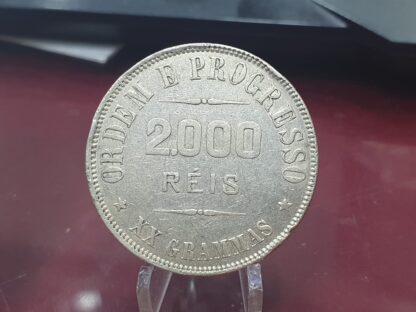 ORDEM E PROGRESSO
2.000
RÉIS
★ XX GRAMMAS ★